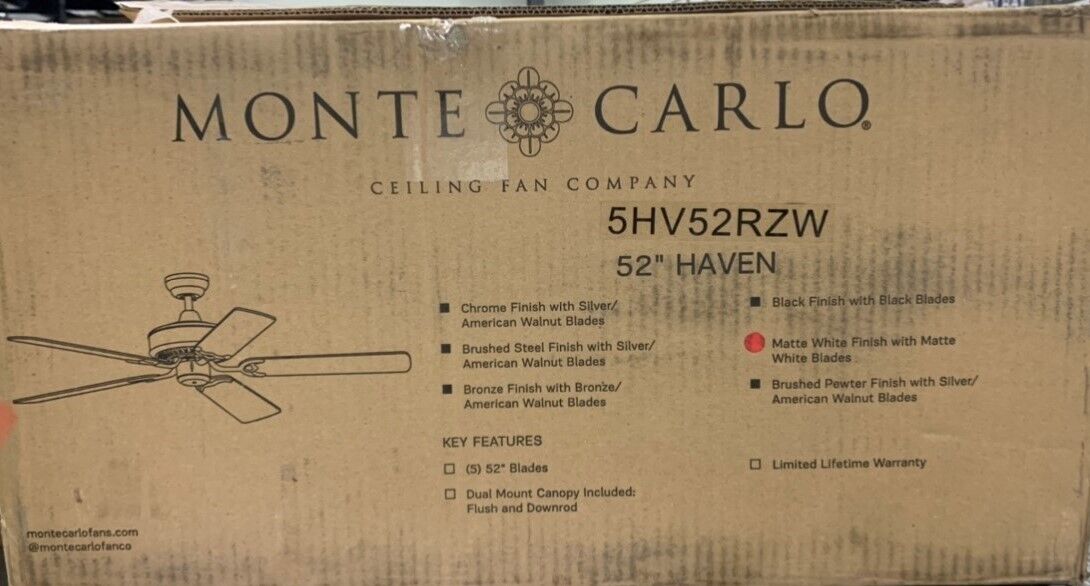 MONTE CARLO®
CEILING FAN COMPANY
5HV52RZW
52" HAVEN
Chrome Finish with Silver/
American Walnut Blades
Brushed Steel Finish with Silver/
American Walnut Blades
Bronze Finish with Bronze/
American Walnut Blades
Black Finish with Black Blades
Matte White Finish with Matte
White Blades
Brushed Pewter Finish with Silver/
American Walnut Blades
KEY FEATURES
(5) 52" Blades
Dual Mount Canopy Included:
Flush and Downrod
Limited Lifetime Warranty
montecarlofans.com
@montecarlofanco